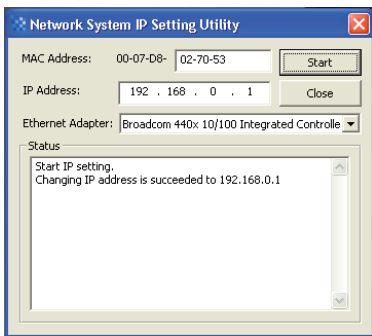 Network System IP Setting Utility
MAC Address: 00-07-D8- 02-70-53 Start
IP Address: 192 . 168 . 0 . 1 Close
Ethernet Adapter: Broadcom 440x 10/100 Integrated Controlle
Status
Start IP setting.
Changing IP address is succeeded to 192.168.0.1